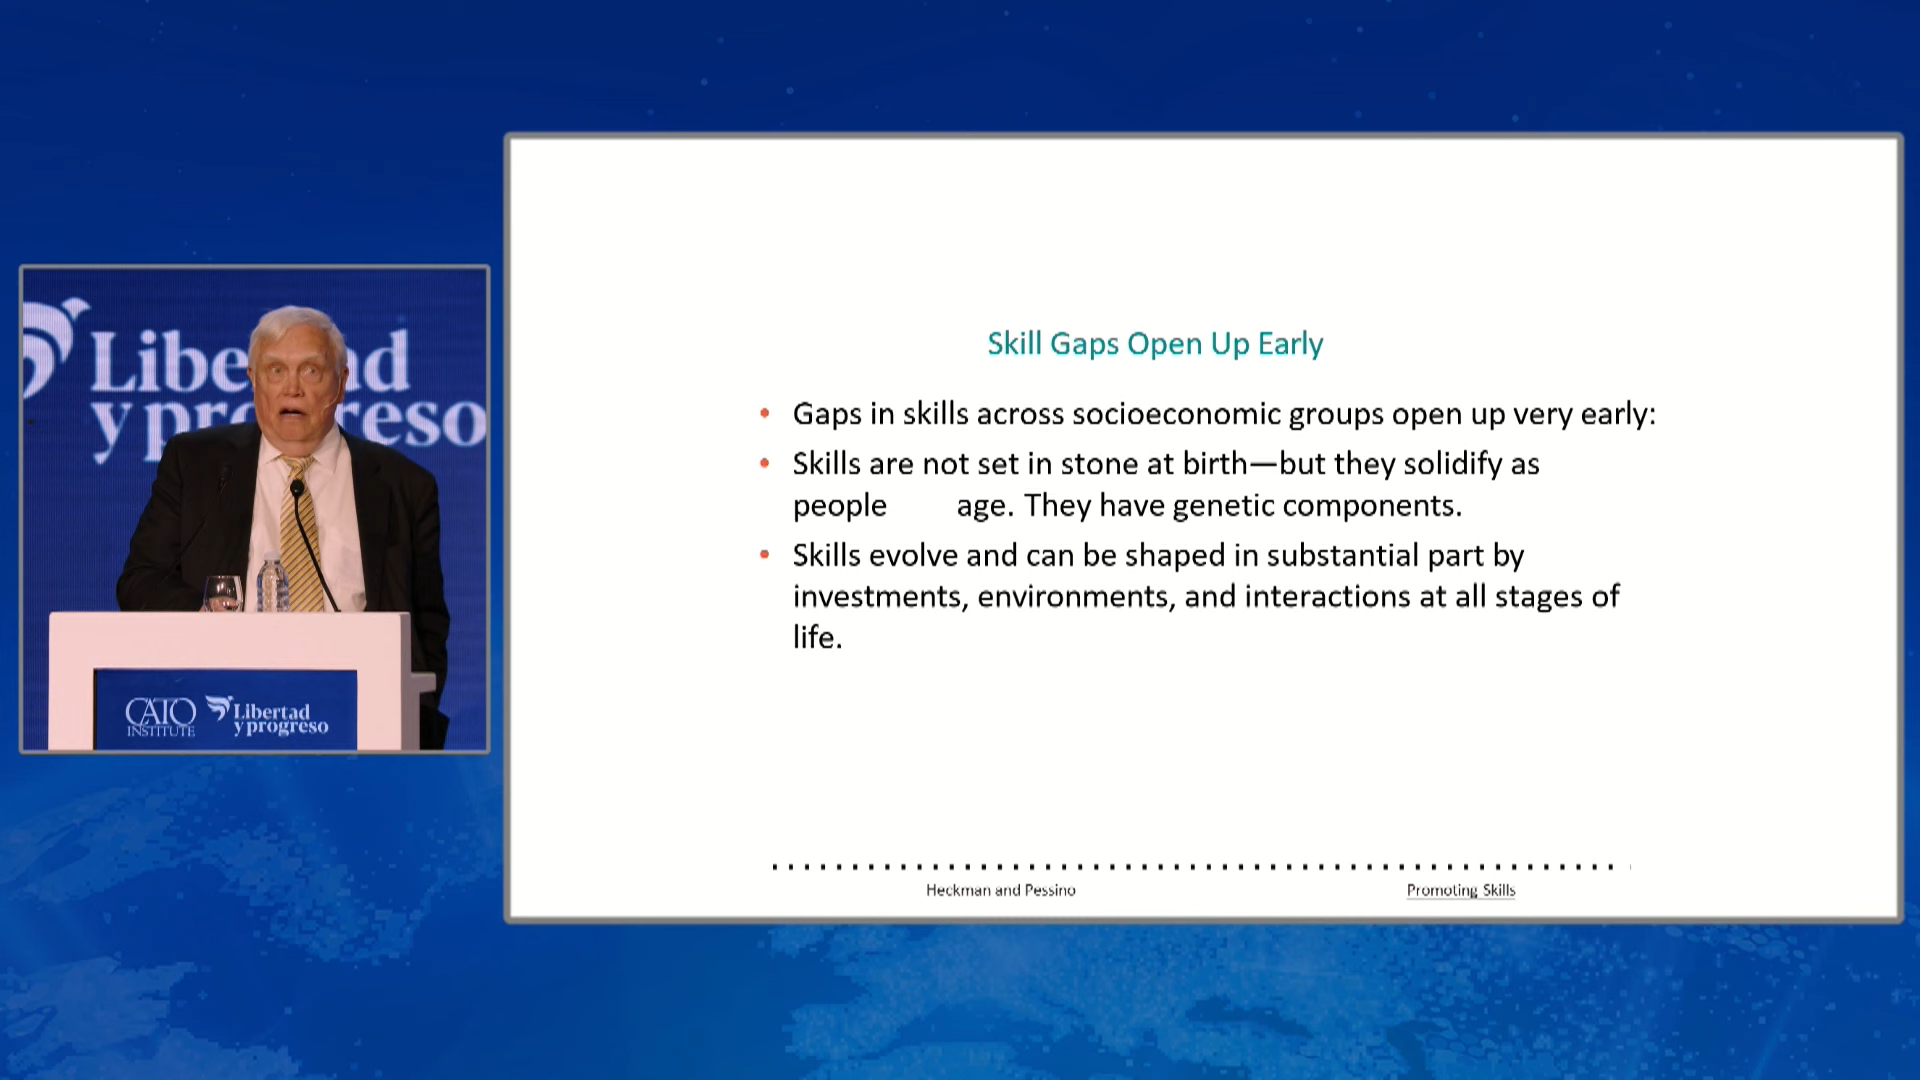 Libertad
y progreso
CATO
INSTITUTE
Libertad
y progreso
Skill Gaps Open Up Early
• Gaps in skills across socioeconomic groups open up very early:
• Skills are not set in stone at birth—but they solidify as
people age. They have genetic components.
• Skills evolve and can be shaped in substantial part by
investments, environments, and interactions at all stages of
life.
Heckman and Pessino
Promoting Skills